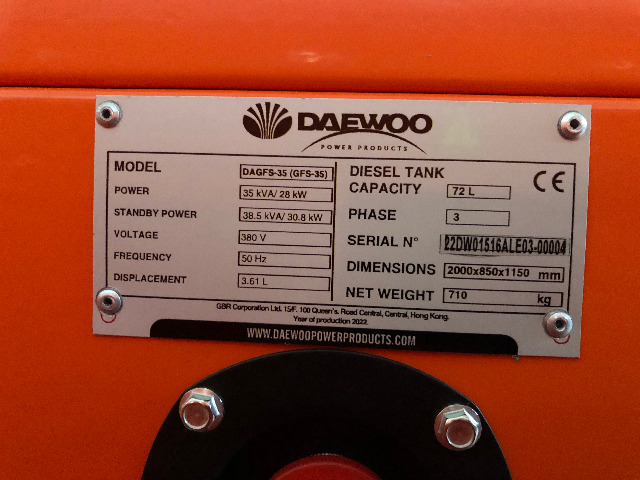 DAEWOO
POWER PRODUCTS
MODEL DAGFS-35 (GFS-35)
POWER 35 kVA/ 28 kW
STANDBY POWER 38.5 kVA/ 30.8 kW
VOLTAGE 380 V
FREQUENCY 50 Hz
DISPLACEMENT 3.61 L
DIESEL TANK
CAPACITY 72 L
CE
PHASE 3
SERIAL N° 22DW01516ALE03-00004
DIMENSIONS 2000x850x1150 mm
NET WEIGHT 710 kg
GBR Corporation Ltd. 15/F. 100 Queen's. Road Central, Central, Hong Kong.
Year of production 2022.
WWW.DAEWOOPOWERPRODUCTS.COM